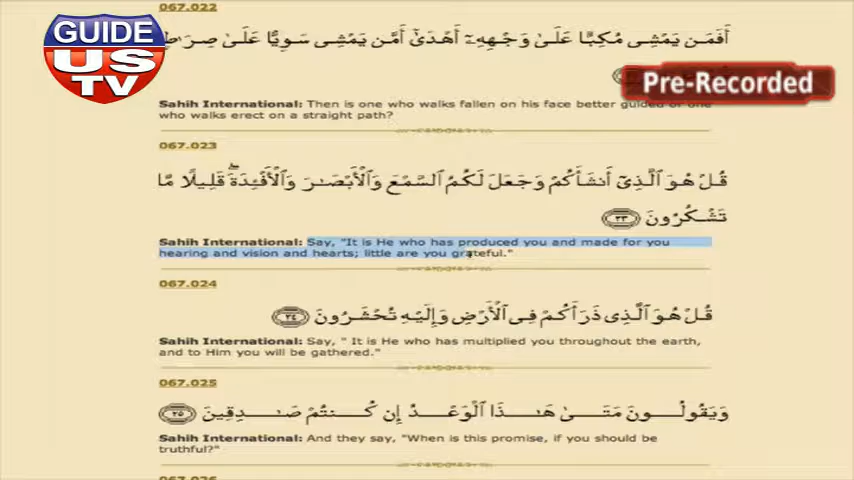 067.022
GUIDE
US
TV
أَفَمَن يَمْشِى مُكِبًّا عَلَىٰ وَجْهِهِۦٓ أَهْدَىٰٓ أَمَّن يَمْشِى سَوِيًّا عَلَىٰ صِرَٰطٍ
Pre-Recorded
Sahih International: Then is one who walks fallen on his face better guided or one
who walks erect on a straight path?
067.023
قُلْ هُوَ ٱلَّذِىٓ أَنشَأَكُمْ وَجَعَلَ لَكُمُ ٱلسَّمْعَ وَٱلْأَبْصَٰرَ وَٱلْأَفْـِٔدَةَ ۖ قَلِيلًا مَّا
تَشْكُرُونَ ٢٣
Sahih International: Say, "It is He who has produced you and made for you
hearing and vision and hearts; little are you grateful."
067.024
قُلْ هُوَ ٱلَّذِى ذَرَأَكُمْ فِى ٱلْأَرْضِ وَإِلَيْهِ تُحْشَرُونَ ٢٤
Sahih International: Say, " It is He who has multiplied you throughout the earth,
and to Him you will be gathered."
067.025
وَيَقُولُونَ مَتَىٰ هَٰذَا ٱلْوَعْدُ إِن كُنتُمْ صَٰدِقِينَ ٢٥
Sahih International: And they say, "When is this promise, if you should be
truthful?"